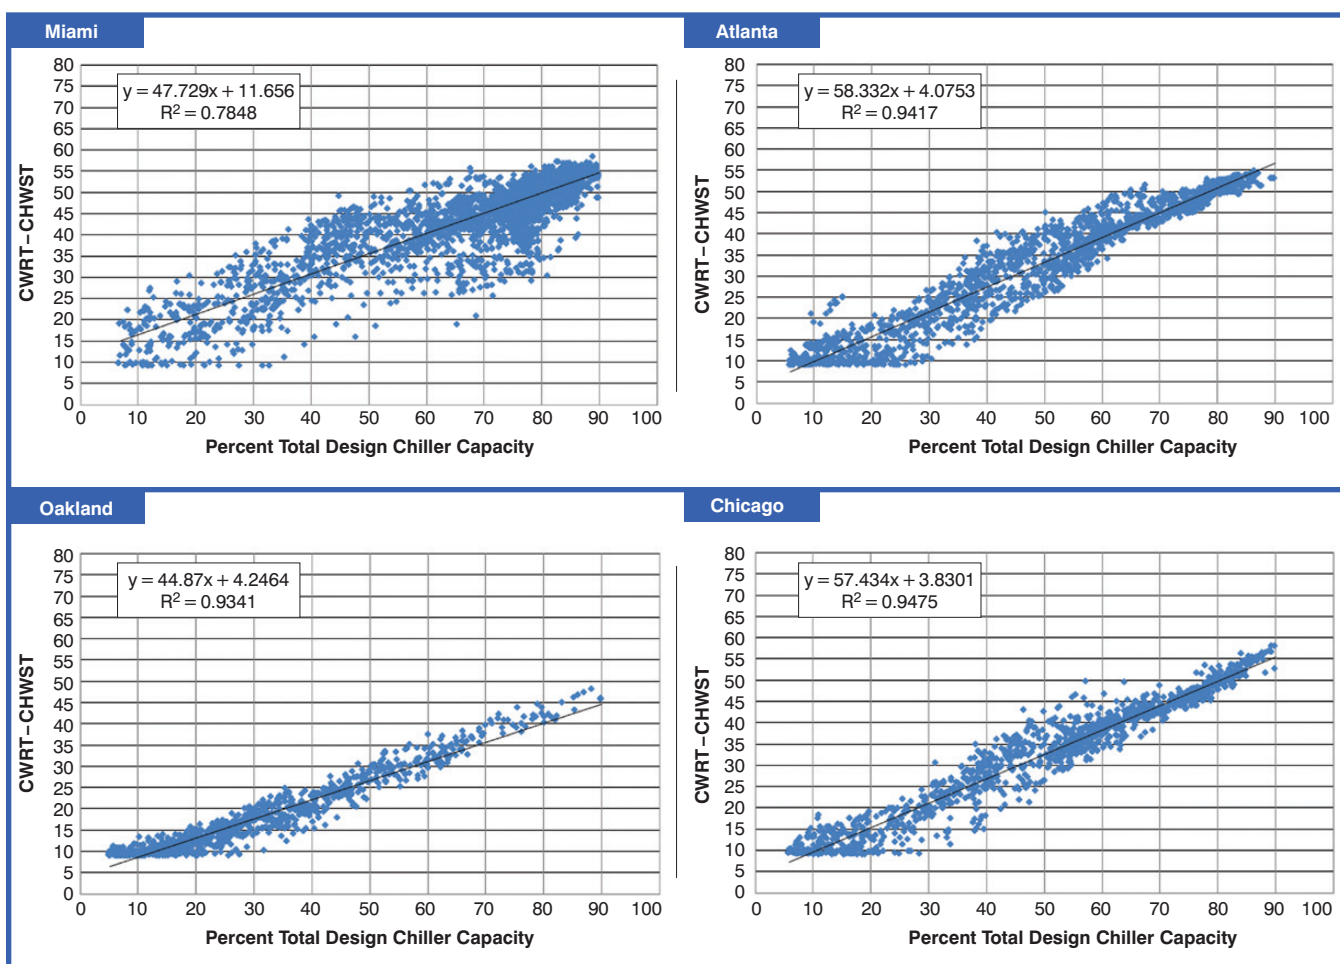 Miami
y = 47.729x + 11.656
R² = 0.7848
80
75
70
65
60
55
50
45
40
35
30
25
20
15
10
5
0
CWRT – CHWST
0 10 20 30 40 50 60 70 80 90 100
Percent Total Design Chiller Capacity
Atlanta
y = 58.332x + 4.0753
R² = 0.9417
80
75
70
65
60
55
50
45
40
35
30
25
20
15
10
5
0
CWRT – CHWST
0 10 20 30 40 50 60 70 80 90 100
Percent Total Design Chiller Capacity
Oakland
y = 44.87x + 4.2464
R² = 0.9341
80
75
70
65
60
55
50
45
40
35
30
25
20
15
10
5
0
CWRT – CHWST
0 10 20 30 40 50 60 70 80 90 100
Percent Total Design Chiller Capacity
Chicago
y = 57.434x + 3.8301
R² = 0.9475
80
75
70
65
60
55
50
45
40
35
30
25
20
15
10
5
0
CWRT – CHWST
0 10 20 30 40 50 60 70 80 90 100
Percent Total Design Chiller Capacity